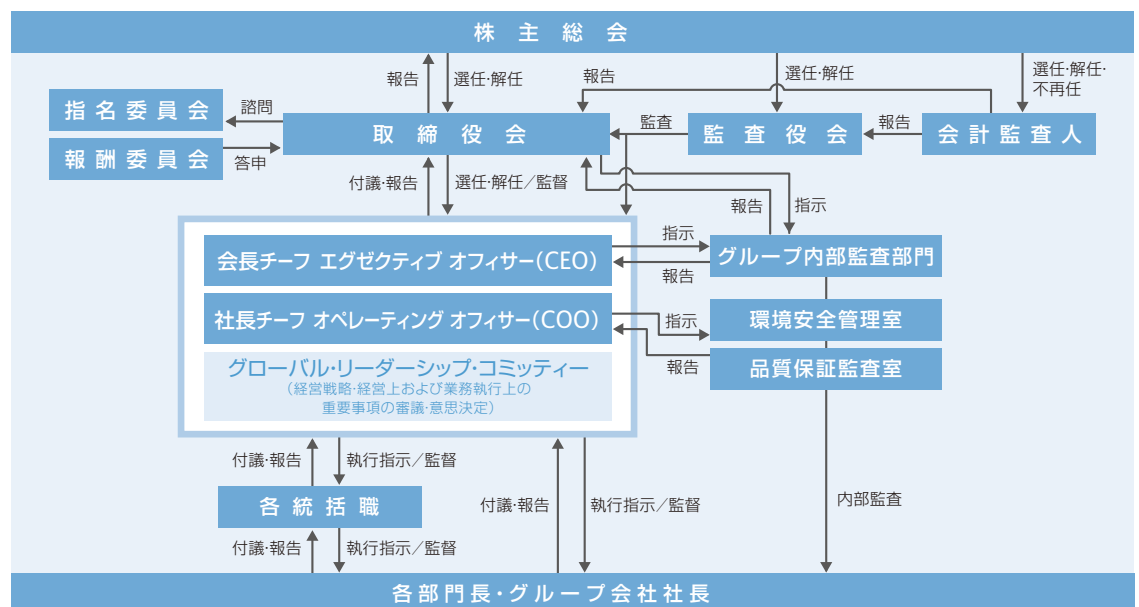 株主総会
報告
選任・解任
報告
選任・解任
選任・解任・
不再任
指名委員会
諮問
取締役会
監査
監査役会
報告
会計監査人
報酬委員会
答申
付議・報告
選任・解任／監督
報告
指示
会長チーフ エグゼクティブ オフィサー(CEO)
指示
報告
グループ内部監査部門
社長チーフ オペレーティング オフィサー(COO)
指示
報告
環境安全管理室
品質保証監査室
グローバル・リーダーシップ・コミッティー
(経営戦略・経営上および業務執行上の
重要事項の審議・意思決定)
付議・報告
執行指示／監督
各統括職
付議・報告
執行指示／監督
内部監査
付議・報告
執行指示／監督
各部門長・グループ会社社長